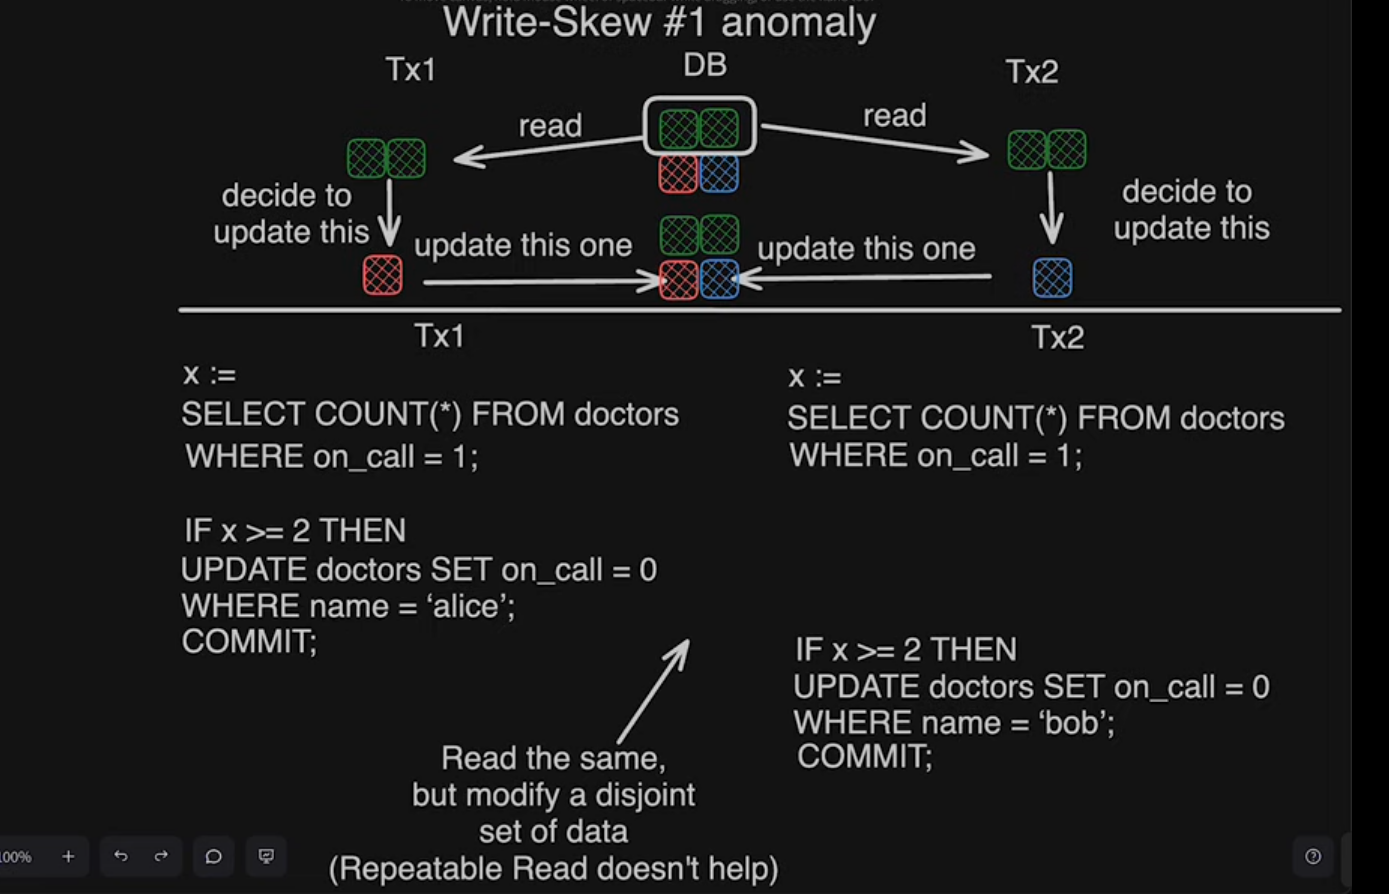 Write-Skew #1 anomaly
Tx1
DB
Tx2
read
read
decide to
update this
update this one
update this one
decide to
update this
Tx1
x :=
SELECT COUNT(*) FROM doctors
WHERE on_call = 1;
IF x >= 2 THEN
UPDATE doctors SET on_call = 0
WHERE name = ‘alice’;
COMMIT;
Tx2
x :=
SELECT COUNT(*) FROM doctors
WHERE on_call = 1;
IF x >= 2 THEN
UPDATE doctors SET on_call = 0
WHERE name = ‘bob’;
COMMIT;
Read the same,
but modify a disjoint
set of data
(Repeatable Read doesn't help)
100%